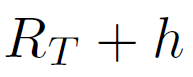 R_T + h